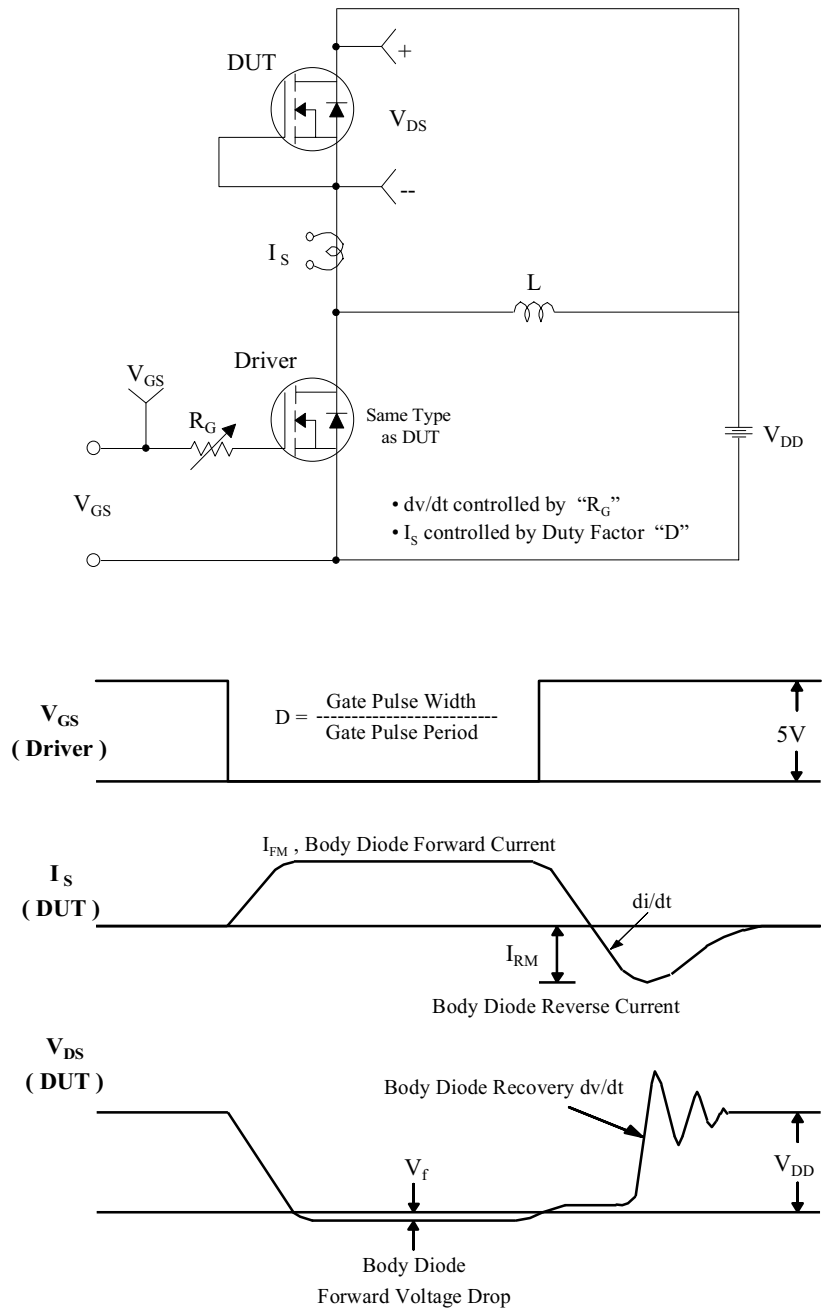 DUT
+
V_DS
--
I_S
L
Driver
V_GS
R_G
Same Type
as DUT
V_DD
V_GS
• dv/dt controlled by “R_G”
• I_S controlled by Duty Factor “D”
V_GS
( Driver )
D = Gate Pulse Width
--------------------------
Gate Pulse Period
5V
I_FM , Body Diode Forward Current
I_S
( DUT )
di/dt
I_RM
Body Diode Reverse Current
V_DS
( DUT )
Body Diode Recovery dv/dt
V_f
V_DD
Body Diode
Forward Voltage Drop